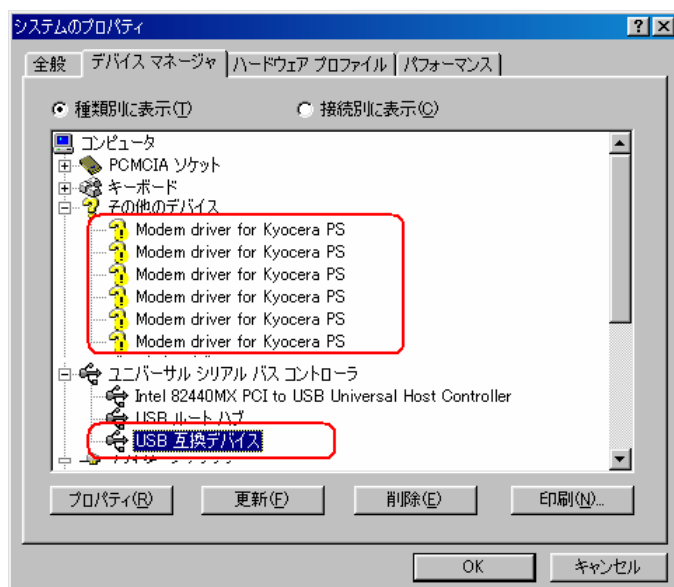 システムのプロパティ
全般 デバイス マネージャ ハードウェア プロファイル パフォーマンス
種類別に表示(T) 接続別に表示(C)
コンピュータ
PCMCIA ソケット
キーボード
その他のデバイス
Modem driver for Kyocera PS
Modem driver for Kyocera PS
Modem driver for Kyocera PS
Modem driver for Kyocera PS
Modem driver for Kyocera PS
Modem driver for Kyocera PS
ユニバーサル シリアル バス コントローラ
Intel 82440MX PCI to USB Universal Host Controller
USB ルート ハブ
USB 互換デバイス
プロパティ(R) 更新(F) 削除(E) 印刷(N)...
OK キャンセル